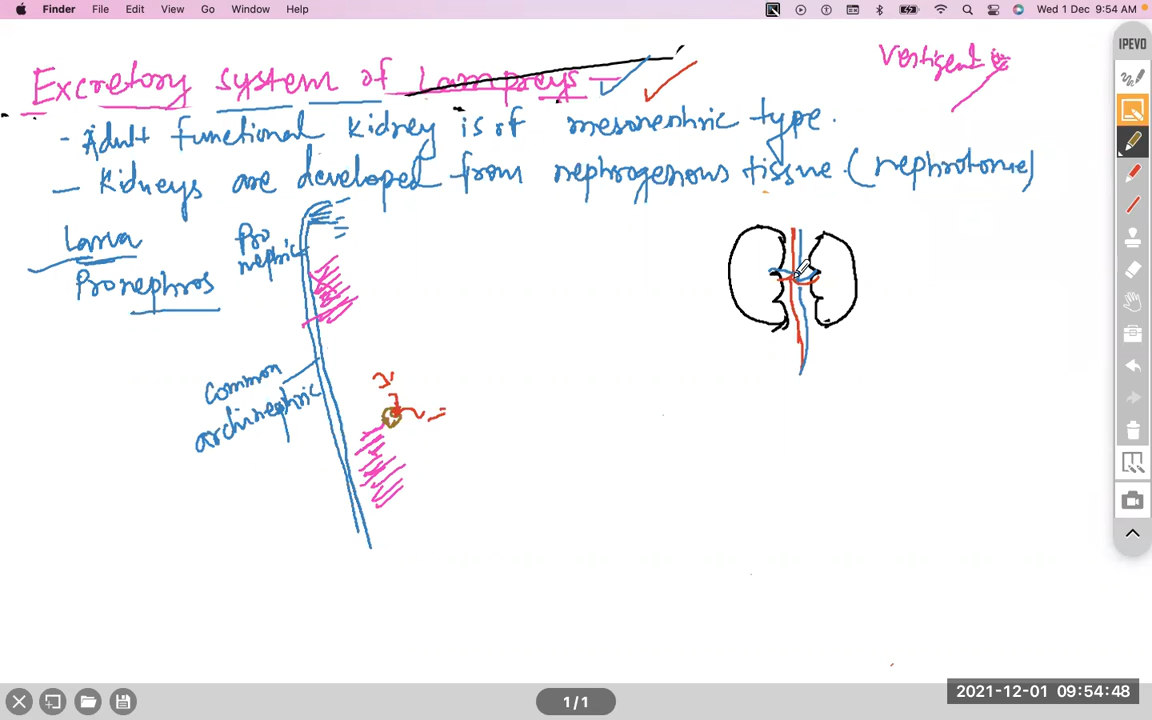 Finder File Edit View Go Window Help
Wed 1 Dec 9:54 AM
IPEVO
Excretory system of Lampreys
- Adult functional kidney is of mesonephric type.
- Kidneys are developed from nephrogenous tissue. (nephrotome)
Larva
Pronephros
Pro
nephric
Common
archinephric
1/1
2021-12-01 09:54:48